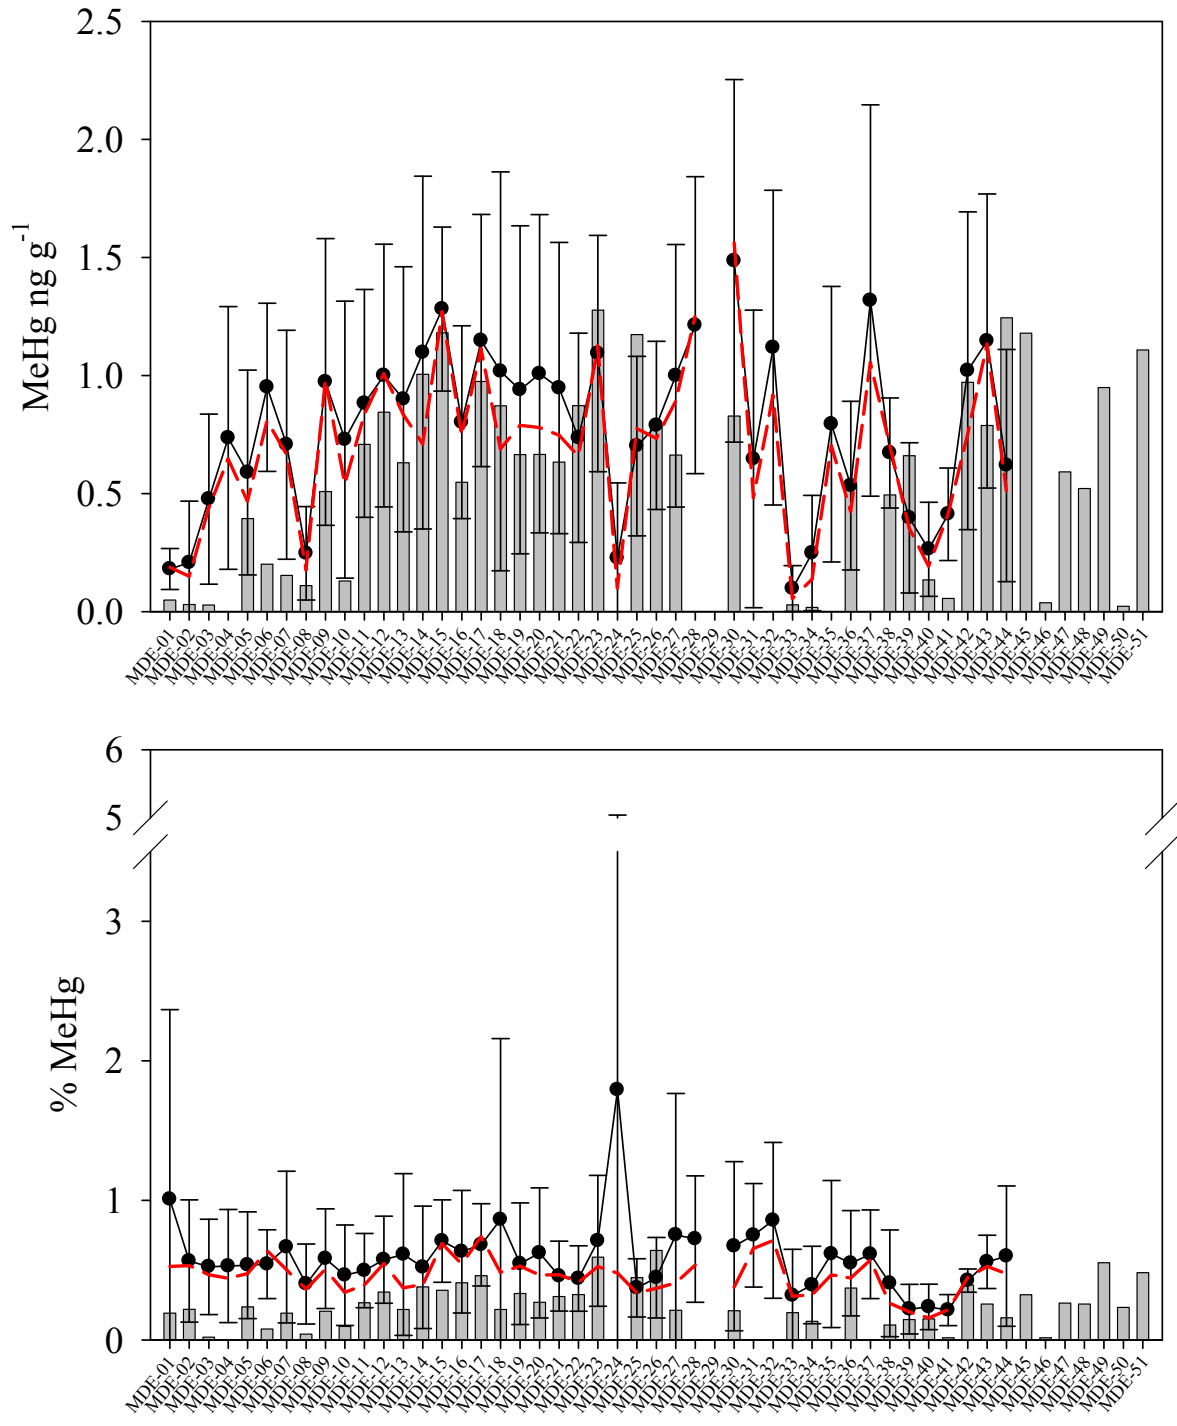 2.5
2.0
1.5
1.0
0.5
0.0
MeHg ng g⁻¹
MDE-01
MDE-02
MDE-03
MDE-04
MDE-05
MDE-06
MDE-07
MDE-08
MDE-09
MDE-10
MDE-11
MDE-12
MDE-13
MDE-14
MDE-15
MDE-16
MDE-17
MDE-18
MDE-19
MDE-20
MDE-21
MDE-22
MDE-23
MDE-24
MDE-25
MDE-26
MDE-27
MDE-28
MDE-29
MDE-30
MDE-31
MDE-32
MDE-33
MDE-34
MDE-35
MDE-36
MDE-37
MDE-38
MDE-39
MDE-40
MDE-41
MDE-42
MDE-43
MDE-44
MDE-45
MDE-46
MDE-47
MDE-48
MDE-49
MDE-50
MDE-51
6
5
3
2
1
0
% MeHg
MDE-01
MDE-02
MDE-03
MDE-04
MDE-05
MDE-06
MDE-07
MDE-08
MDE-09
MDE-10
MDE-11
MDE-12
MDE-13
MDE-14
MDE-15
MDE-16
MDE-17
MDE-18
MDE-19
MDE-20
MDE-21
MDE-22
MDE-23
MDE-24
MDE-25
MDE-26
MDE-27
MDE-28
MDE-29
MDE-30
MDE-31
MDE-32
MDE-33
MDE-34
MDE-35
MDE-36
MDE-37
MDE-38
MDE-39
MDE-40
MDE-41
MDE-42
MDE-43
MDE-44
MDE-45
MDE-46
MDE-47
MDE-48
MDE-49
MDE-50
MDE-51